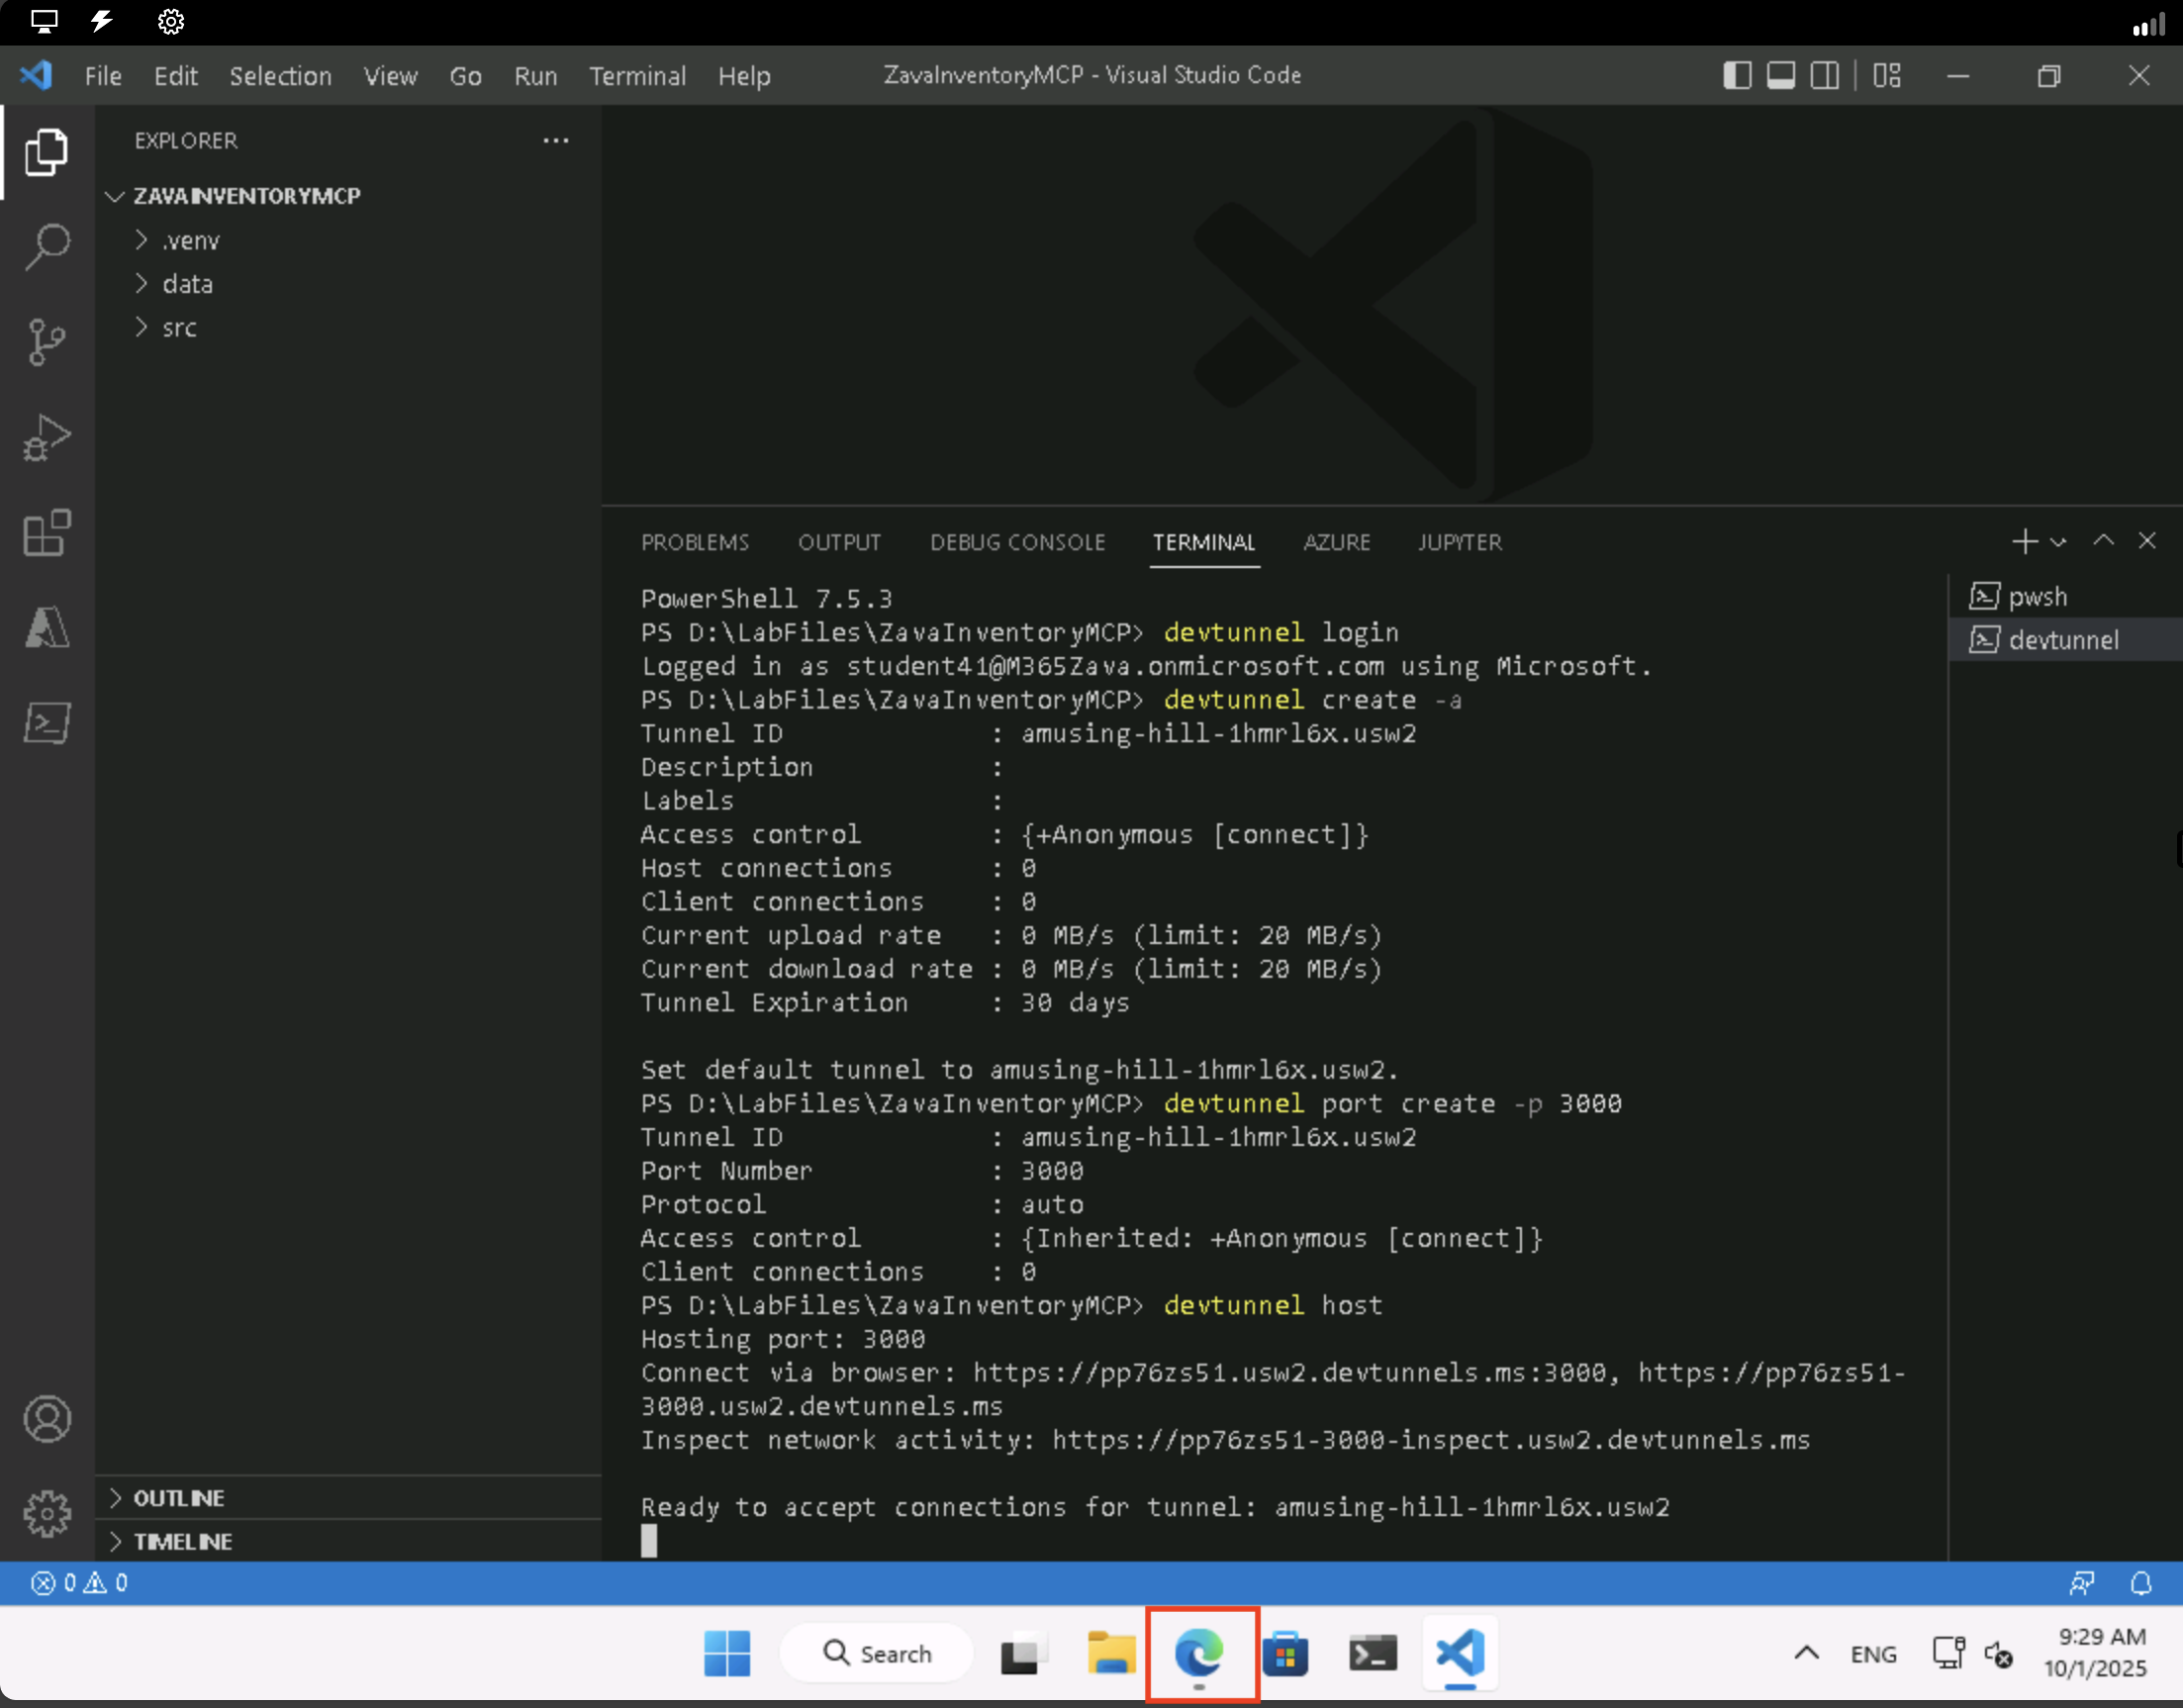 File Edit Selection View Go Run Terminal Help
ZavaInventoryMCP - Visual Studio Code
EXPLORER
ZAVAINVENTORYMCP
.venv
data
src
OUTLINE
TIMELINE
PROBLEMS OUTPUT DEBUG CONSOLE TERMINAL AZURE JUPYTER
PowerShell 7.5.3
PS D:\LabFiles\ZavaInventoryMCP> devtunnel login
Logged in as student41@M365Zava.onmicrosoft.com using Microsoft.
PS D:\LabFiles\ZavaInventoryMCP> devtunnel create -a
Tunnel ID : amusing-hill-1hmrl6x.usw2
Description :
Labels :
Access control : {+Anonymous [connect]}
Host connections : 0
Client connections : 0
Current upload rate : 0 MB/s (limit: 20 MB/s)
Current download rate : 0 MB/s (limit: 20 MB/s)
Tunnel Expiration : 30 days
Set default tunnel to amusing-hill-1hmrl6x.usw2.
PS D:\LabFiles\ZavaInventoryMCP> devtunnel port create -p 3000
Tunnel ID : amusing-hill-1hmrl6x.usw2
Port Number : 3000
Protocol : auto
Access control : {Inherited: +Anonymous [connect]}
Client connections : 0
PS D:\LabFiles\ZavaInventoryMCP> devtunnel host
Hosting port: 3000
Connect via browser: https://pp76zs51.usw2.devtunnels.ms:3000, https://pp76zs51-
3000.usw2.devtunnels.ms
Inspect network activity: https://pp76zs51-3000-inspect.usw2.devtunnels.ms
Ready to accept connections for tunnel: amusing-hill-1hmrl6x.usw2
pwsh
devtunnel
0 0
Search
ENG
9:29 AM
10/1/2025